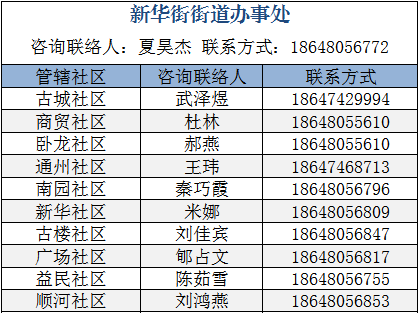 新华街街道办事处
咨询联络人：夏昊杰 联系方式：18648056772
管辖社区 咨询联络人 联系方式
古城社区 武泽煜 18647429994
商贸社区 杜林 18648055610
卧龙社区 郝燕 18648055610
通州社区 王玮 18647468713
南园社区 秦巧霞 18648056796
新华社区 米娜 18648056809
古楼社区 刘佳宾 18648056847
广场社区 郇占文 18648056817
益民社区 陈茹雪 18648056755
顺河社区 刘鸿燕 18648056853